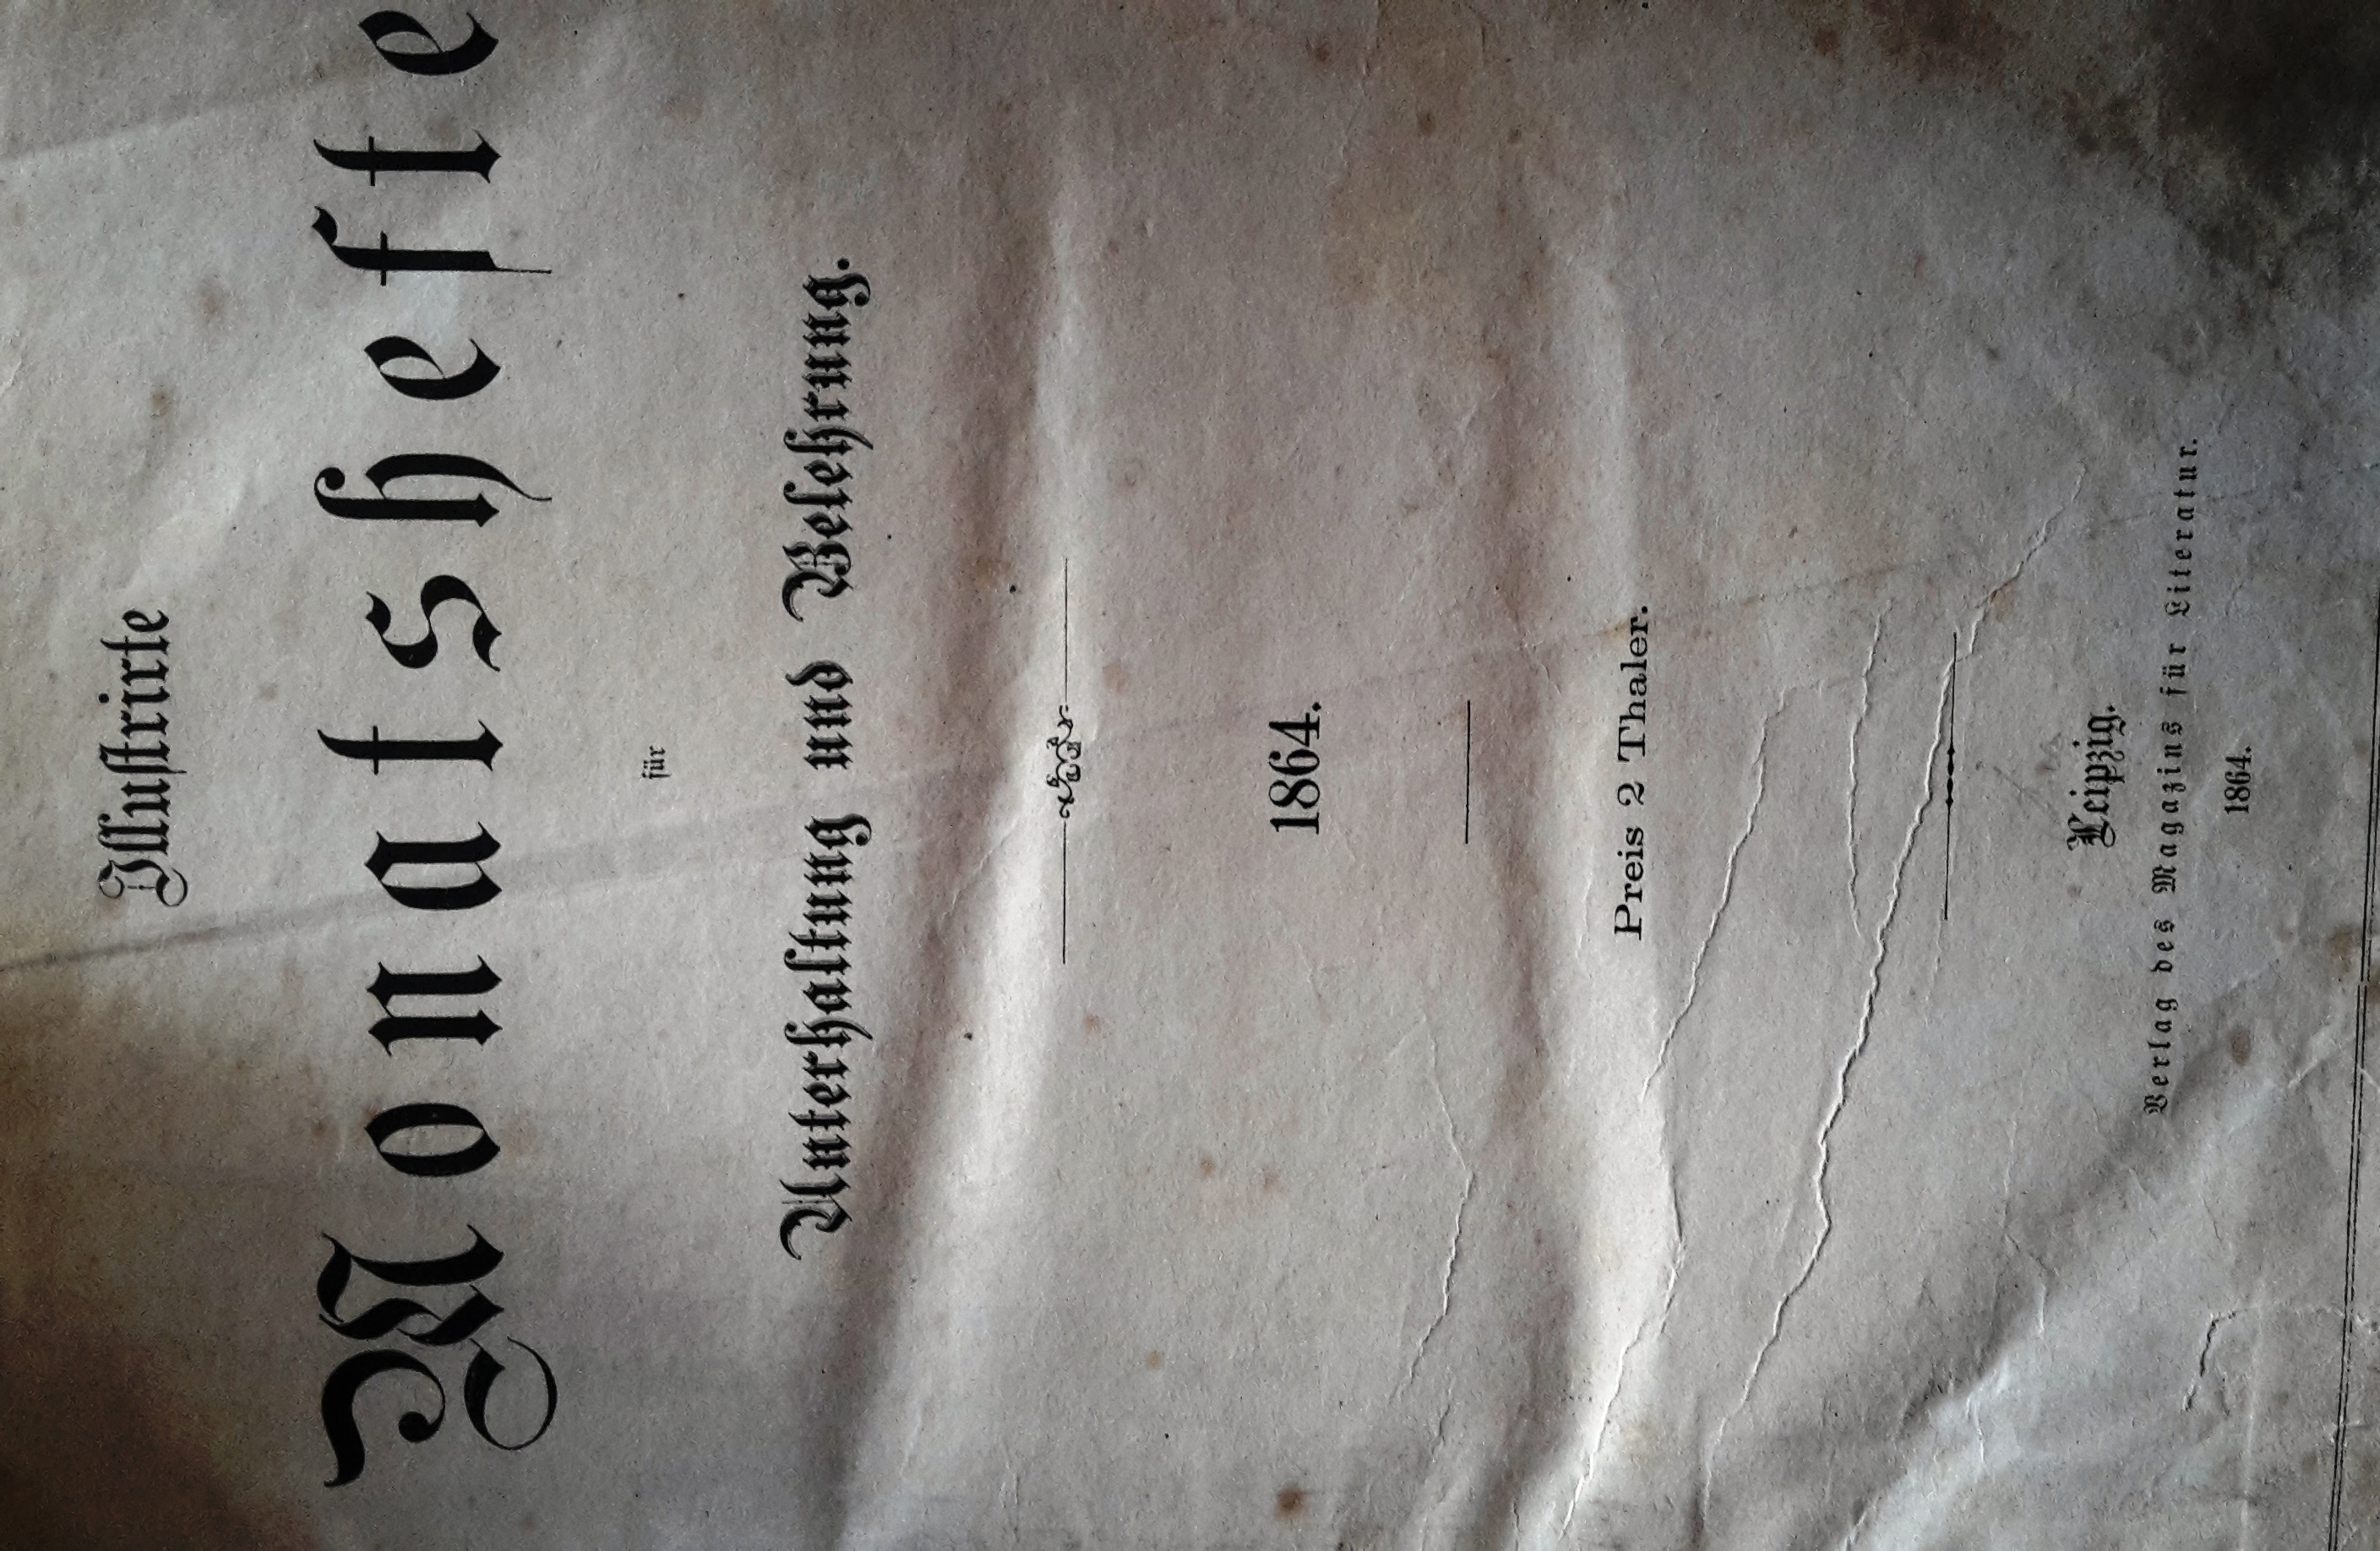 Illustrirte
Monatshefte
für
Unterhaltung und Belehrung.
1864.
Preis 2 Thaler.
Leipzig.
Verlag des Magazins für Literatur.
1864.